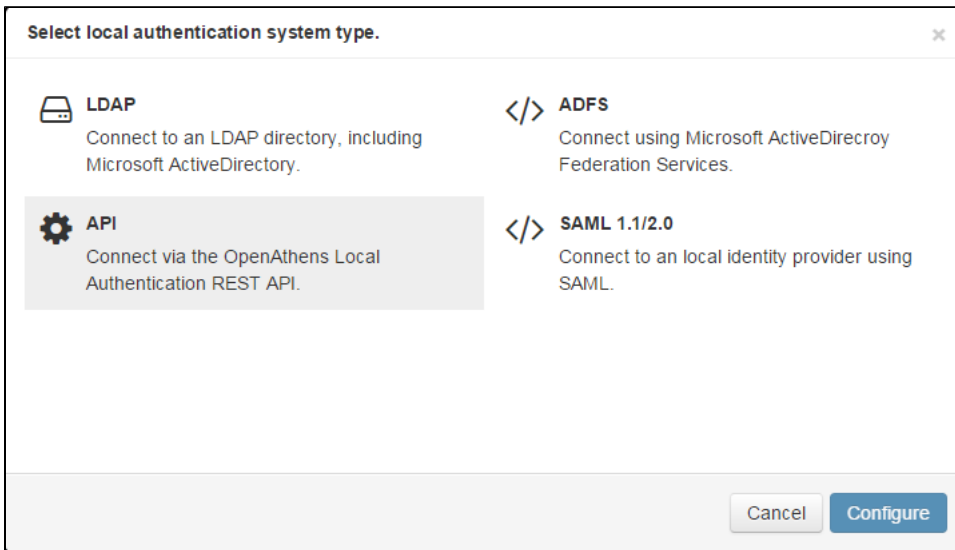 Select local authentication system type.
×
LDAP
Connect to an LDAP directory, including
Microsoft ActiveDirectory.
</> ADFS
Connect using Microsoft ActiveDirecroy
Federation Services.
API
Connect via the OpenAthens Local
Authentication REST API.
</> SAML 1.1/2.0
Connect to an local identity provider using
SAML.
Cancel
Configure